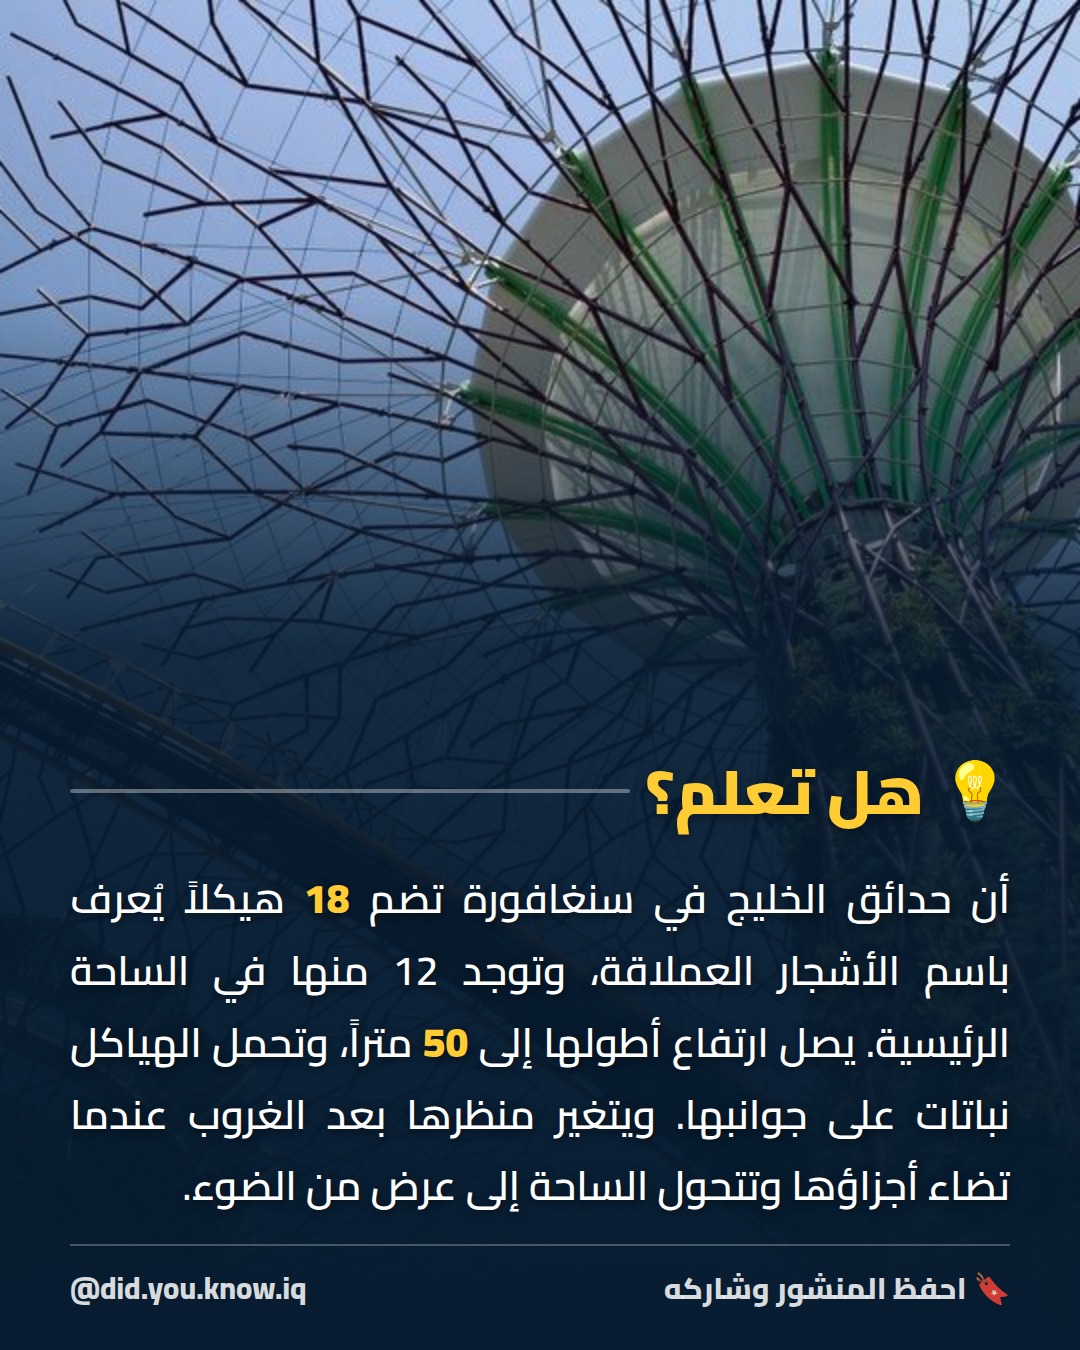 هل تعلم؟
أن حدائق الخليج في سنغافورة تضم 18 هيكلاً يُعرف
باسم الأشجار العملاقة، وتوجد 12 منها في الساحة
الرئيسية. يصل ارتفاع أطولها إلى 50 متراً، وتحمل الهياكل
نباتات على جوانبها. ويتغير منظرها بعد الغروب عندما
تضاء أجزاؤها وتتحول الساحة إلى عرض من الضوء.
احفظ المنشور وشاركه
@did.you.know.iq